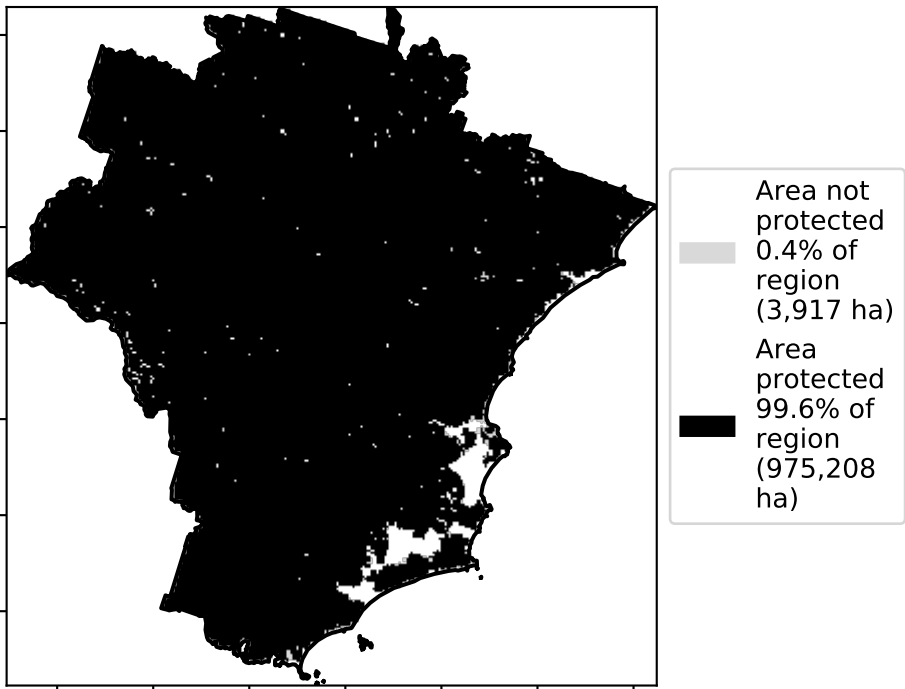 Area not
protected
0.4% of
region
(3,917 ha)
Area
protected
99.6% of
region
(975,208
ha)